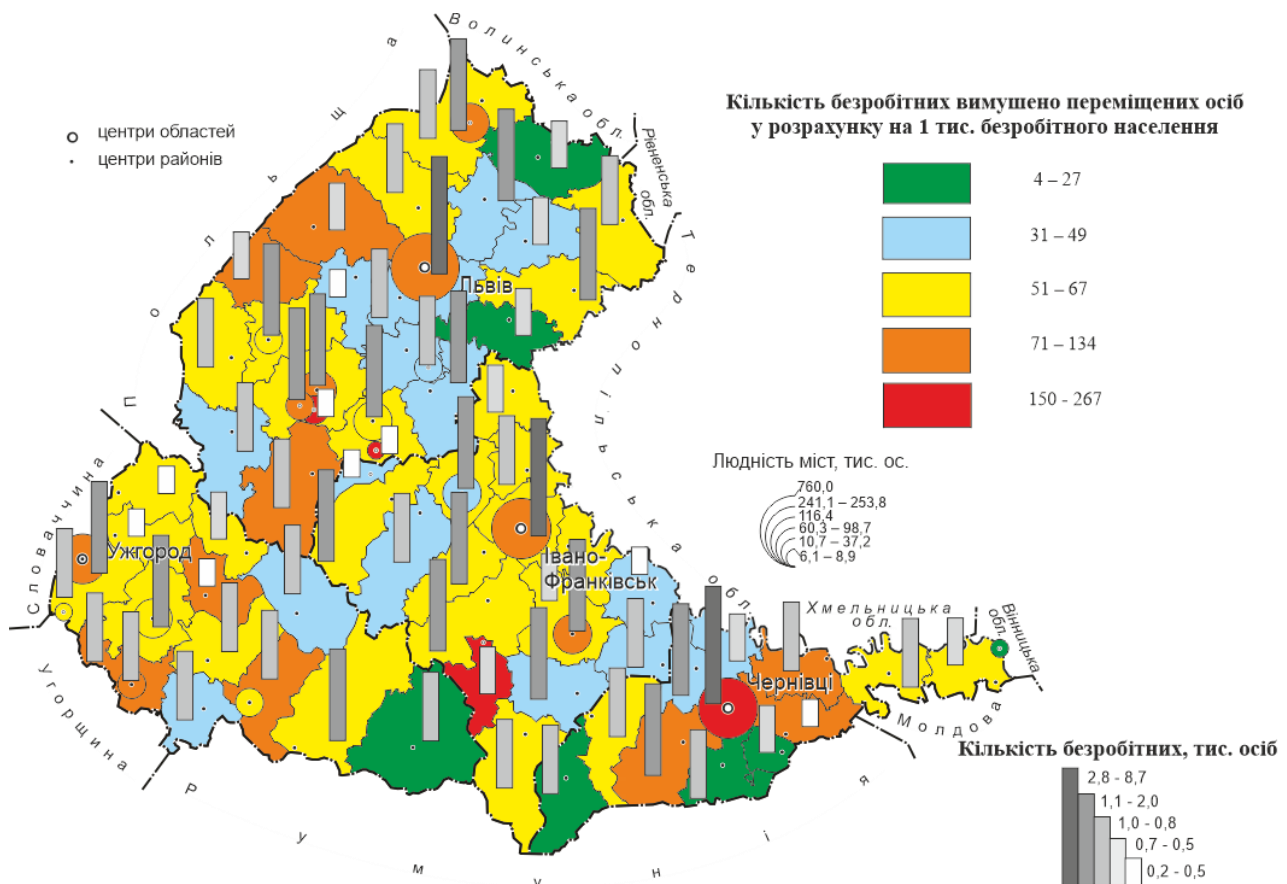 Волинська обл.
Рівненська
обл.
Тернопільська обл.
Польща
центри областей
центри районів
Кількість безробітних вимушено переміщених осіб
у розрахунку на 1 тис. безробітного населення
4 – 27
31 – 49
51 – 67
71 – 134
150 - 267
Людність міст, тис. ос.
760,0
241,1 – 253,8
116,4
60,3 – 98,7
10,7 – 37,2
6,1 – 8,9
Львів
Словаччина
Ужгород
Івано-
Франківськ
Хмельницька
обл.
Вінницька
обл.
Чернівці
Молдова
Угорщина
Румунія
Кількість безробітних, тис. осіб
2,8 - 8,7
1,1 - 2,0
1,0 - 0,8
0,7 - 0,5
0,2 - 0,5